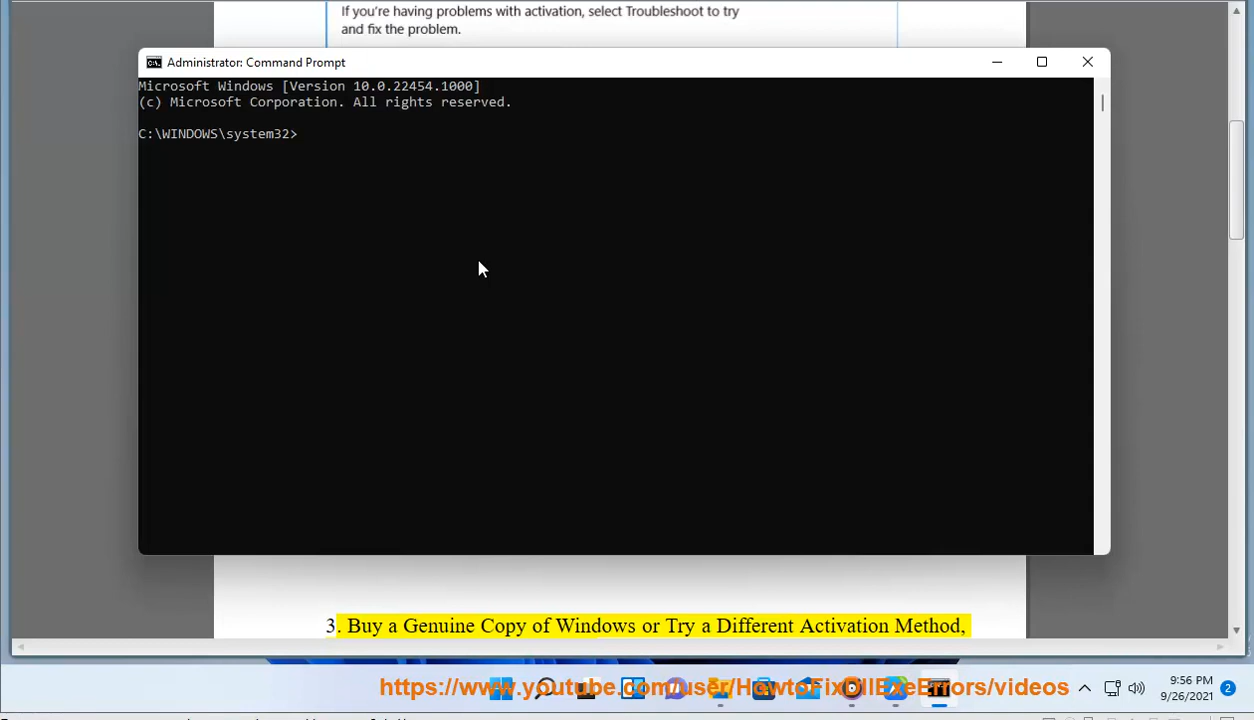 If you're having problems with activation, select Troubleshoot to try
and fix the problem.
Administrator: Command Prompt
Microsoft Windows [Version 10.0.22454.1000]
(c) Microsoft Corporation. All rights reserved.
C:\WINDOWS\system32>
3. Buy a Genuine Copy of Windows or Try a Different Activation Method,
https://www.youtube.com/user/HowtoFixAllExeErrors/videos
9:56 PM
9/26/2021
2